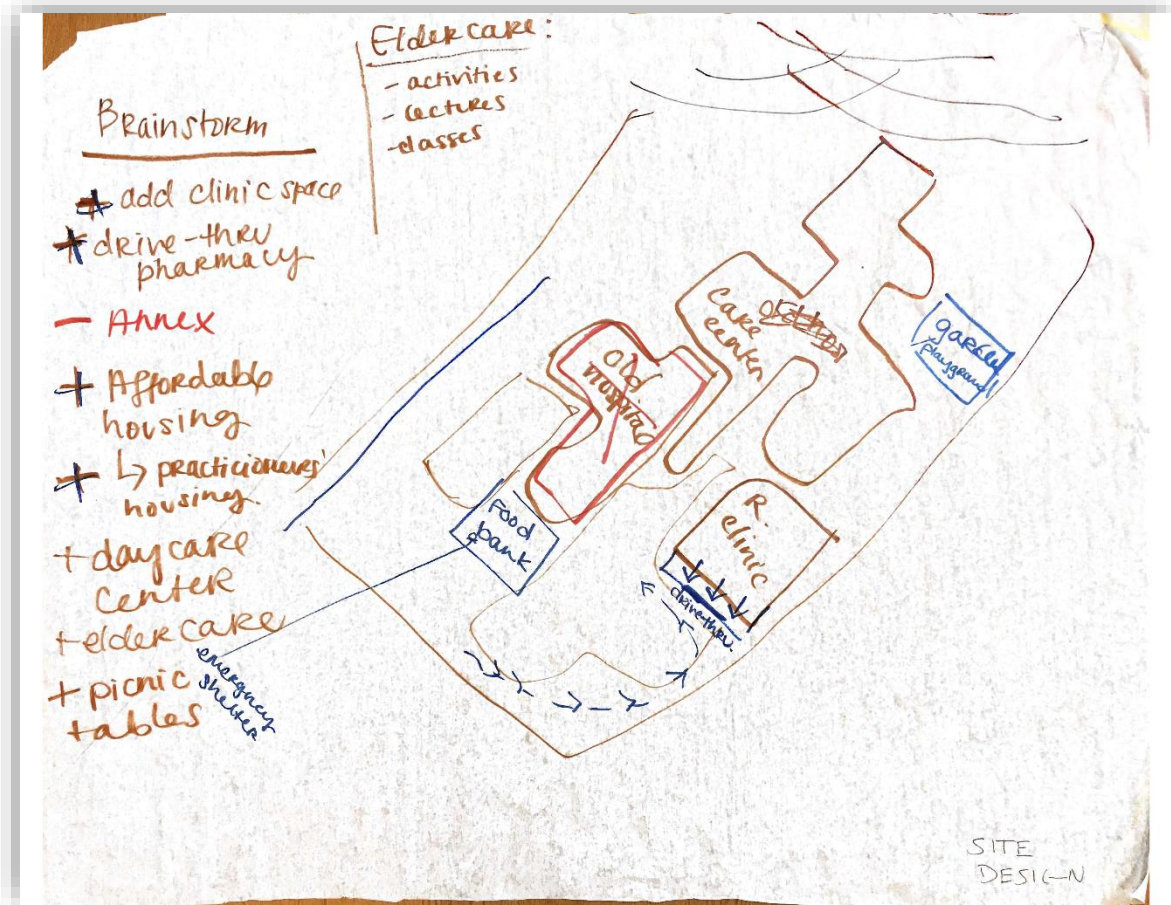 Brainstorm
+ add clinic space
+ drive-thru
pharmacy
- Annex
+ Affordable
housing
+ ↳ practicioners'
housing
+ daycare
center
+ elder care
+ picnic
tables
emergency
shelter
Elder care:
- activities
- lectures
- classes
Old
Hospital
Care
center
garden
playground
Food
bank
R.
clinic
drive-thru.
SITE
DESIGN